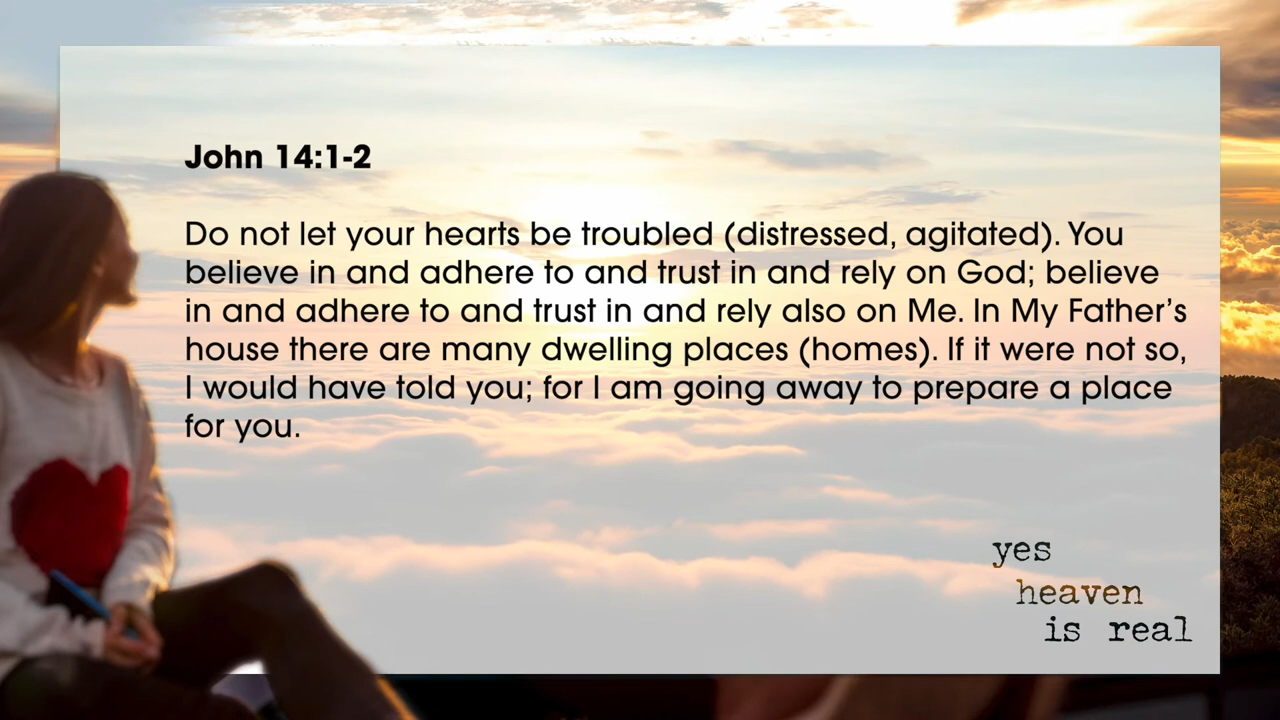 John 14:1-2
Do not let your hearts be troubled (distressed, agitated). You
believe in and adhere to and trust in and rely on God; believe
in and adhere to and trust in and rely also on Me. In My Father’s
house there are many dwelling places (homes). If it were not so,
I would have told you; for I am going away to prepare a place
for you.
yes
heaven
is real